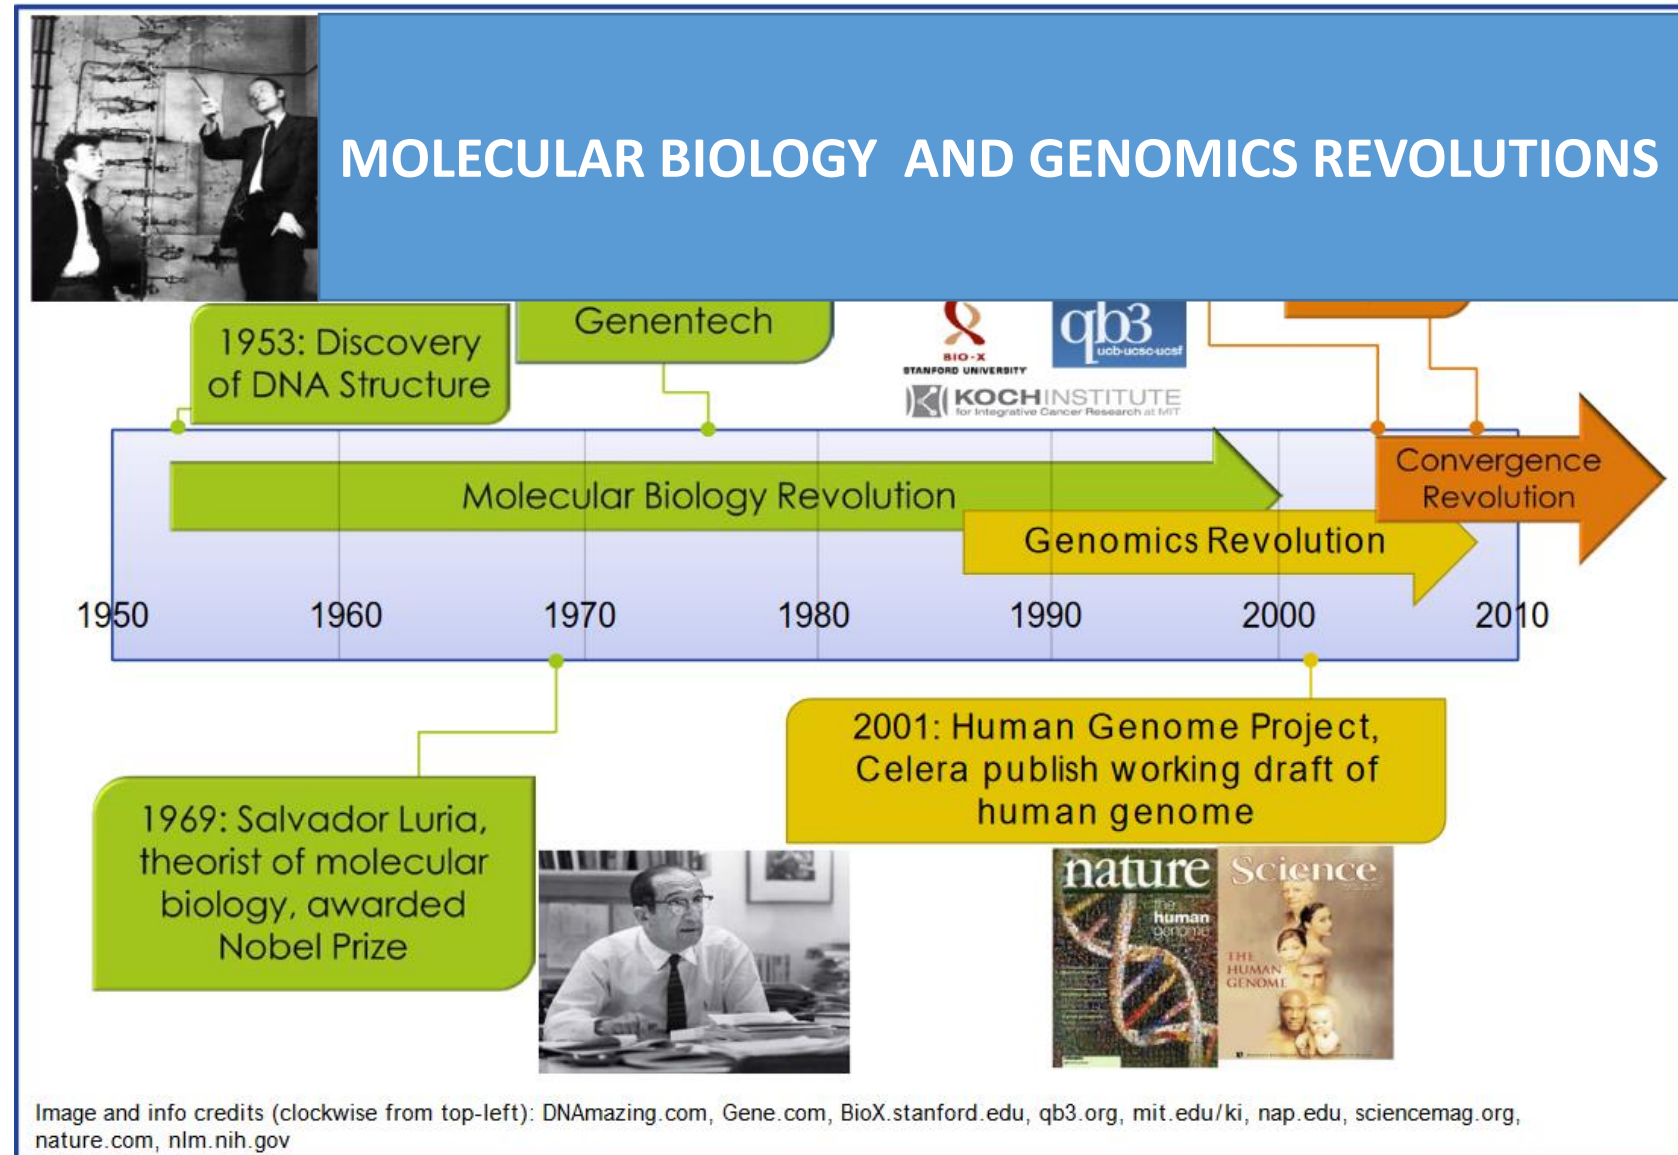 MOLECULAR BIOLOGY AND GENOMICS REVOLUTIONS
1953: Discovery
of DNA Structure
Genentech
BIO-X
STANFORD UNIVERSITY
qb3
ucb·ucsc·ucsf
KOCHINSTITUTE
for Integrative Cancer Research at MIT
Molecular Biology Revolution
Genomics Revolution
Convergence
Revolution
1950 1960 1970 1980 1990 2000 2010
1969: Salvador Luria,
theorist of molecular
biology, awarded
Nobel Prize
2001: Human Genome Project,
Celera publish working draft of
human genome
nature
the
human
genome
Science
THE
HUMAN
GENOME
Image and info credits (clockwise from top-left): DNAmazing.com, Gene.com, BioX.stanford.edu, qb3.org, mit.edu/ki, nap.edu, sciencemag.org,
nature.com, nlm.nih.gov